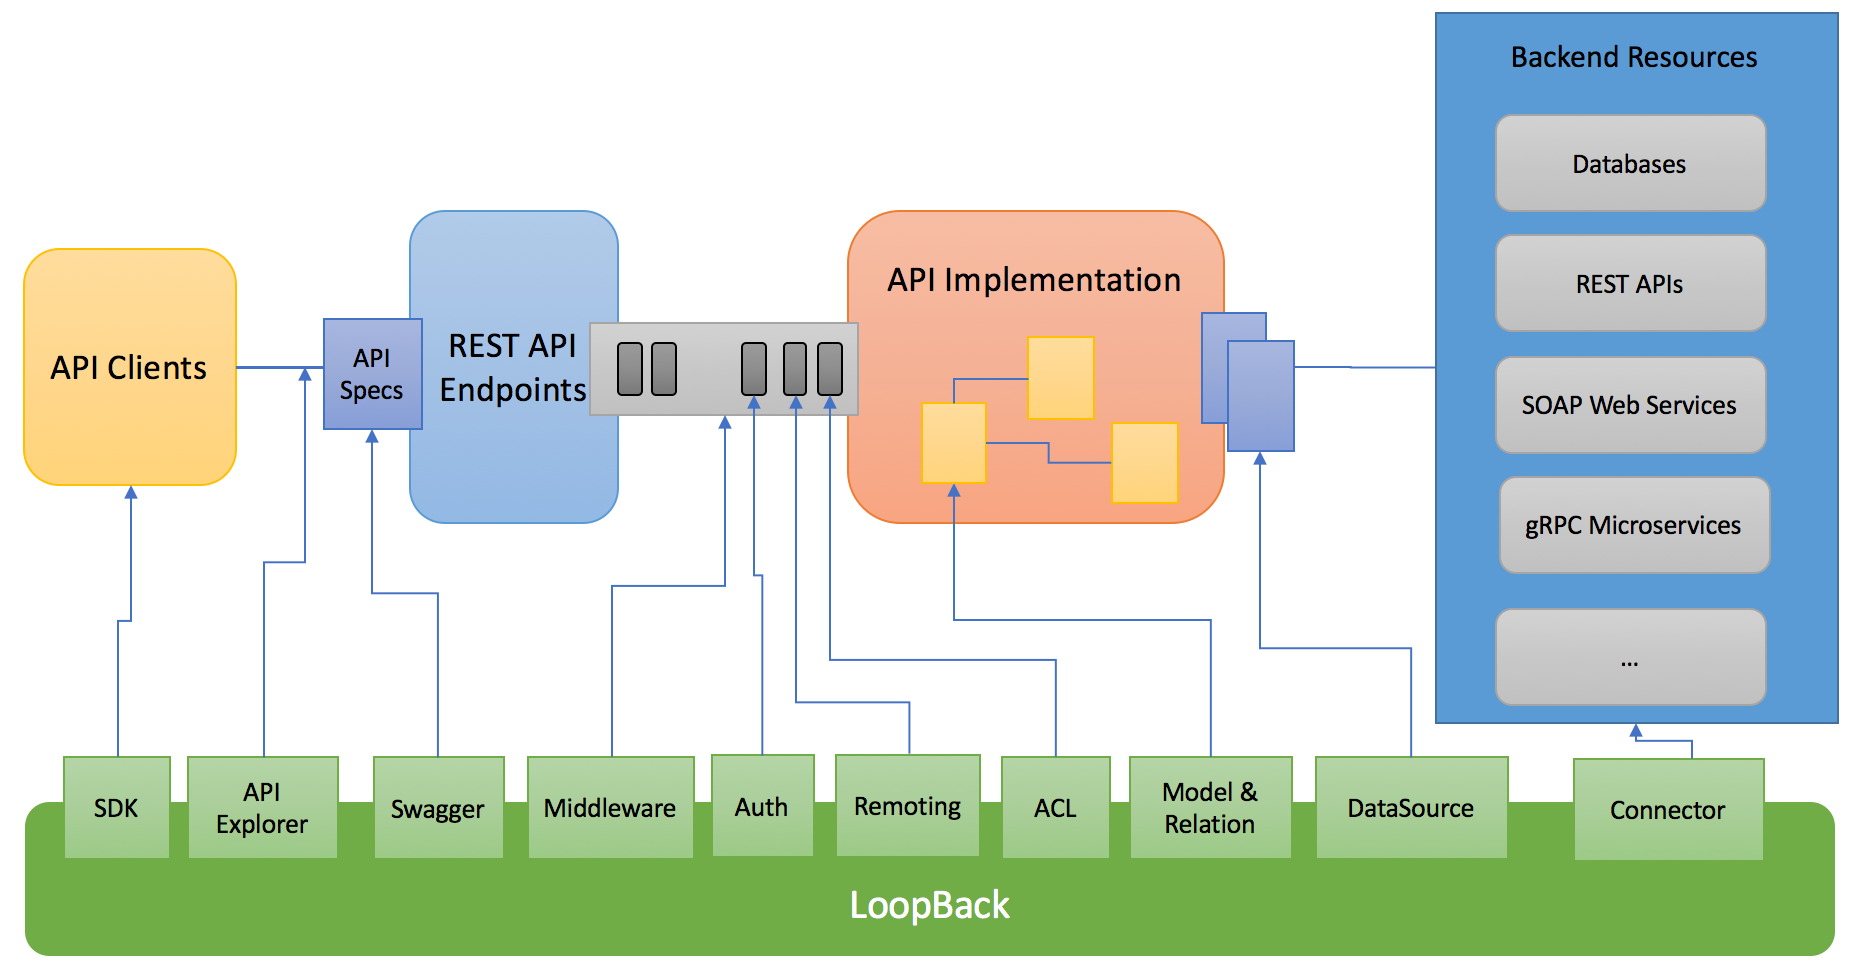 Backend Resources
Databases
REST APIs
SOAP Web Services
gRPC Microservices
...
API Clients
API
Specs
REST API
Endpoints
API Implementation
SDK
API
Explorer
Swagger
Middleware
Auth
Remoting
ACL
Model &
Relation
DataSource
Connector
LoopBack